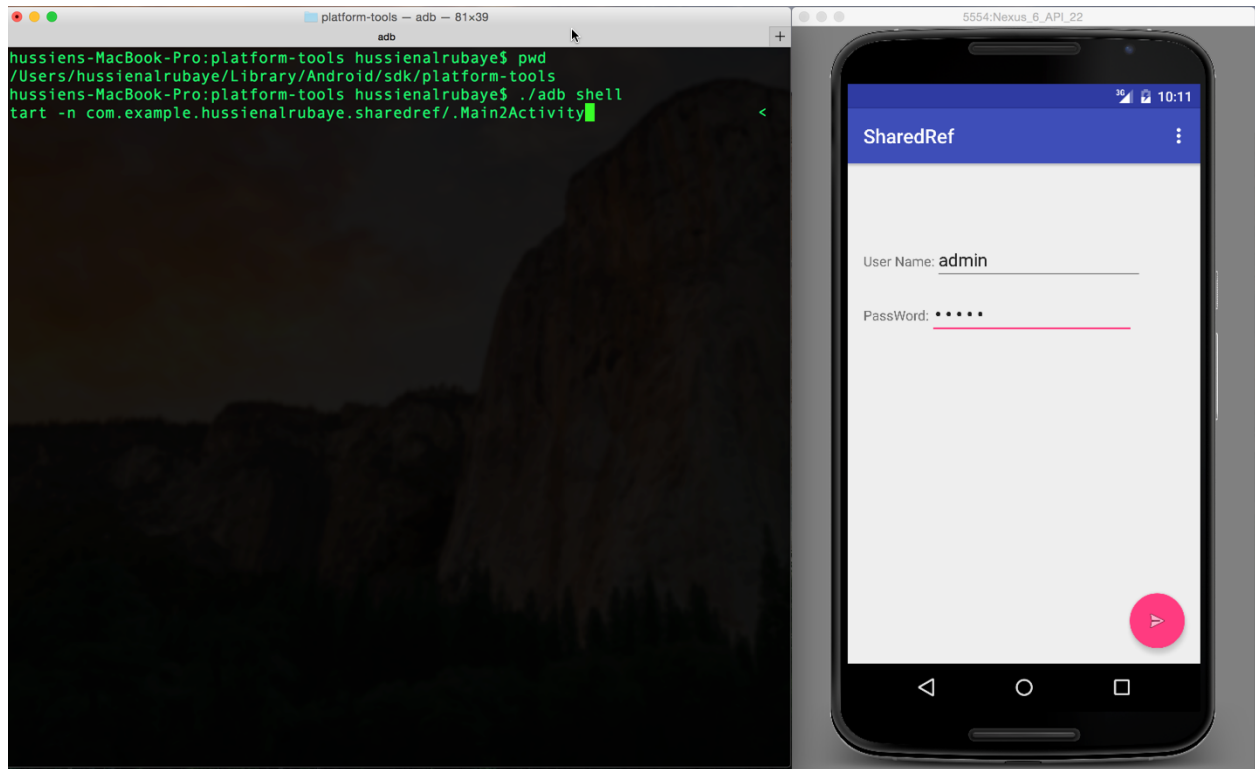 platform-tools — adb — 81×39
adb
+
hussiens-MacBook-Pro:platform-tools hussienalrubaye$ pwd
/Users/hussienalrubaye/Library/Android/sdk/platform-tools
hussiens-MacBook-Pro:platform-tools hussienalrubaye$ ./adb shell
tart -n com.example.hussienalrubaye.sharedref/.Main2Activity <
5554:Nexus_6_API_22
3G 10:11
SharedRef
User Name: admin
PassWord: •••••